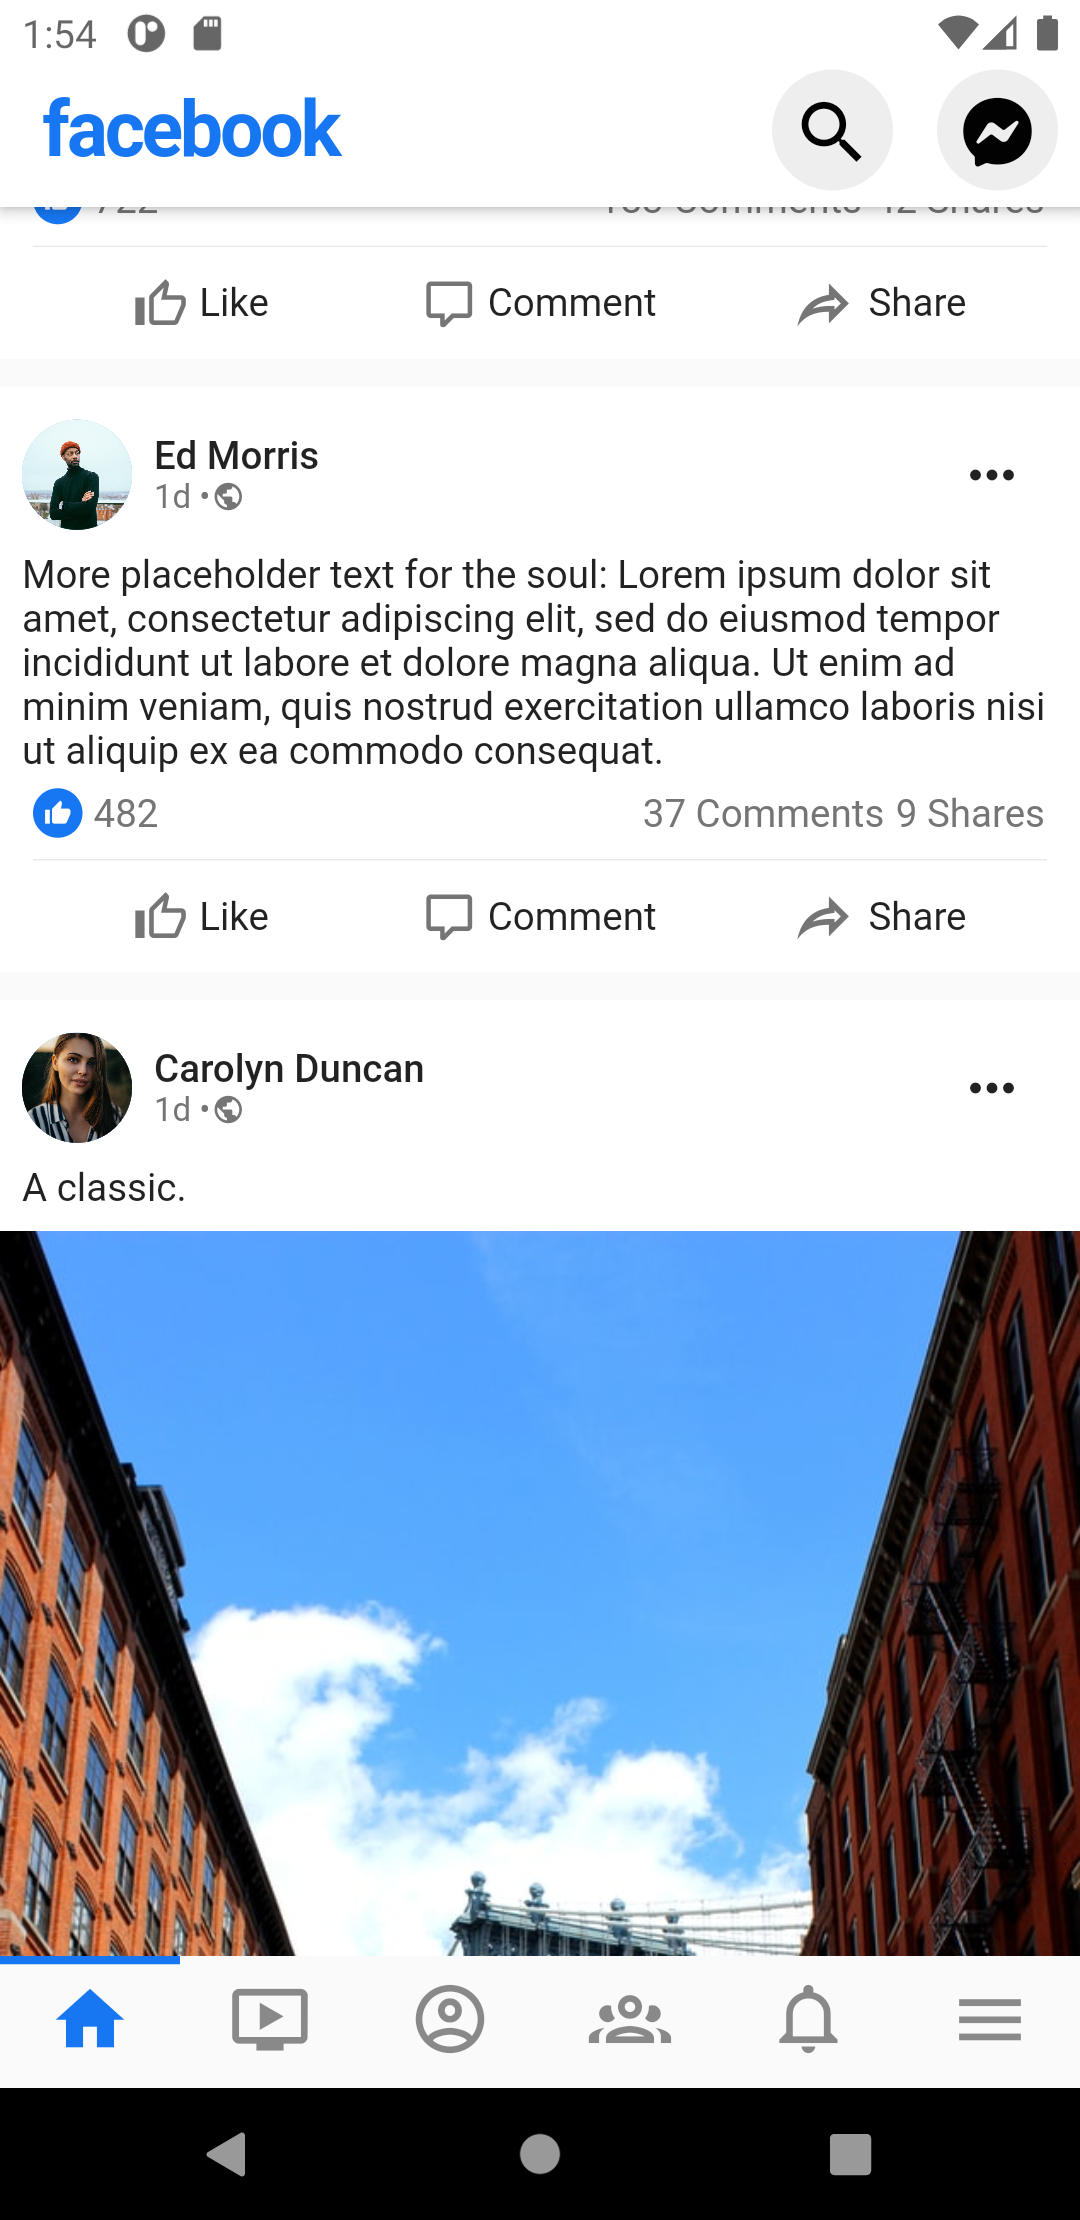 1:54
facebook
Like Comment Share
Ed Morris
1d •
More placeholder text for the soul: Lorem ipsum dolor sit
amet, consectetur adipiscing elit, sed do eiusmod tempor
incididunt ut labore et dolore magna aliqua. Ut enim ad
minim veniam, quis nostrud exercitation ullamco laboris nisi
ut aliquip ex ea commodo consequat.
482 37 Comments 9 Shares
Like Comment Share
Carolyn Duncan
1d •
A classic.